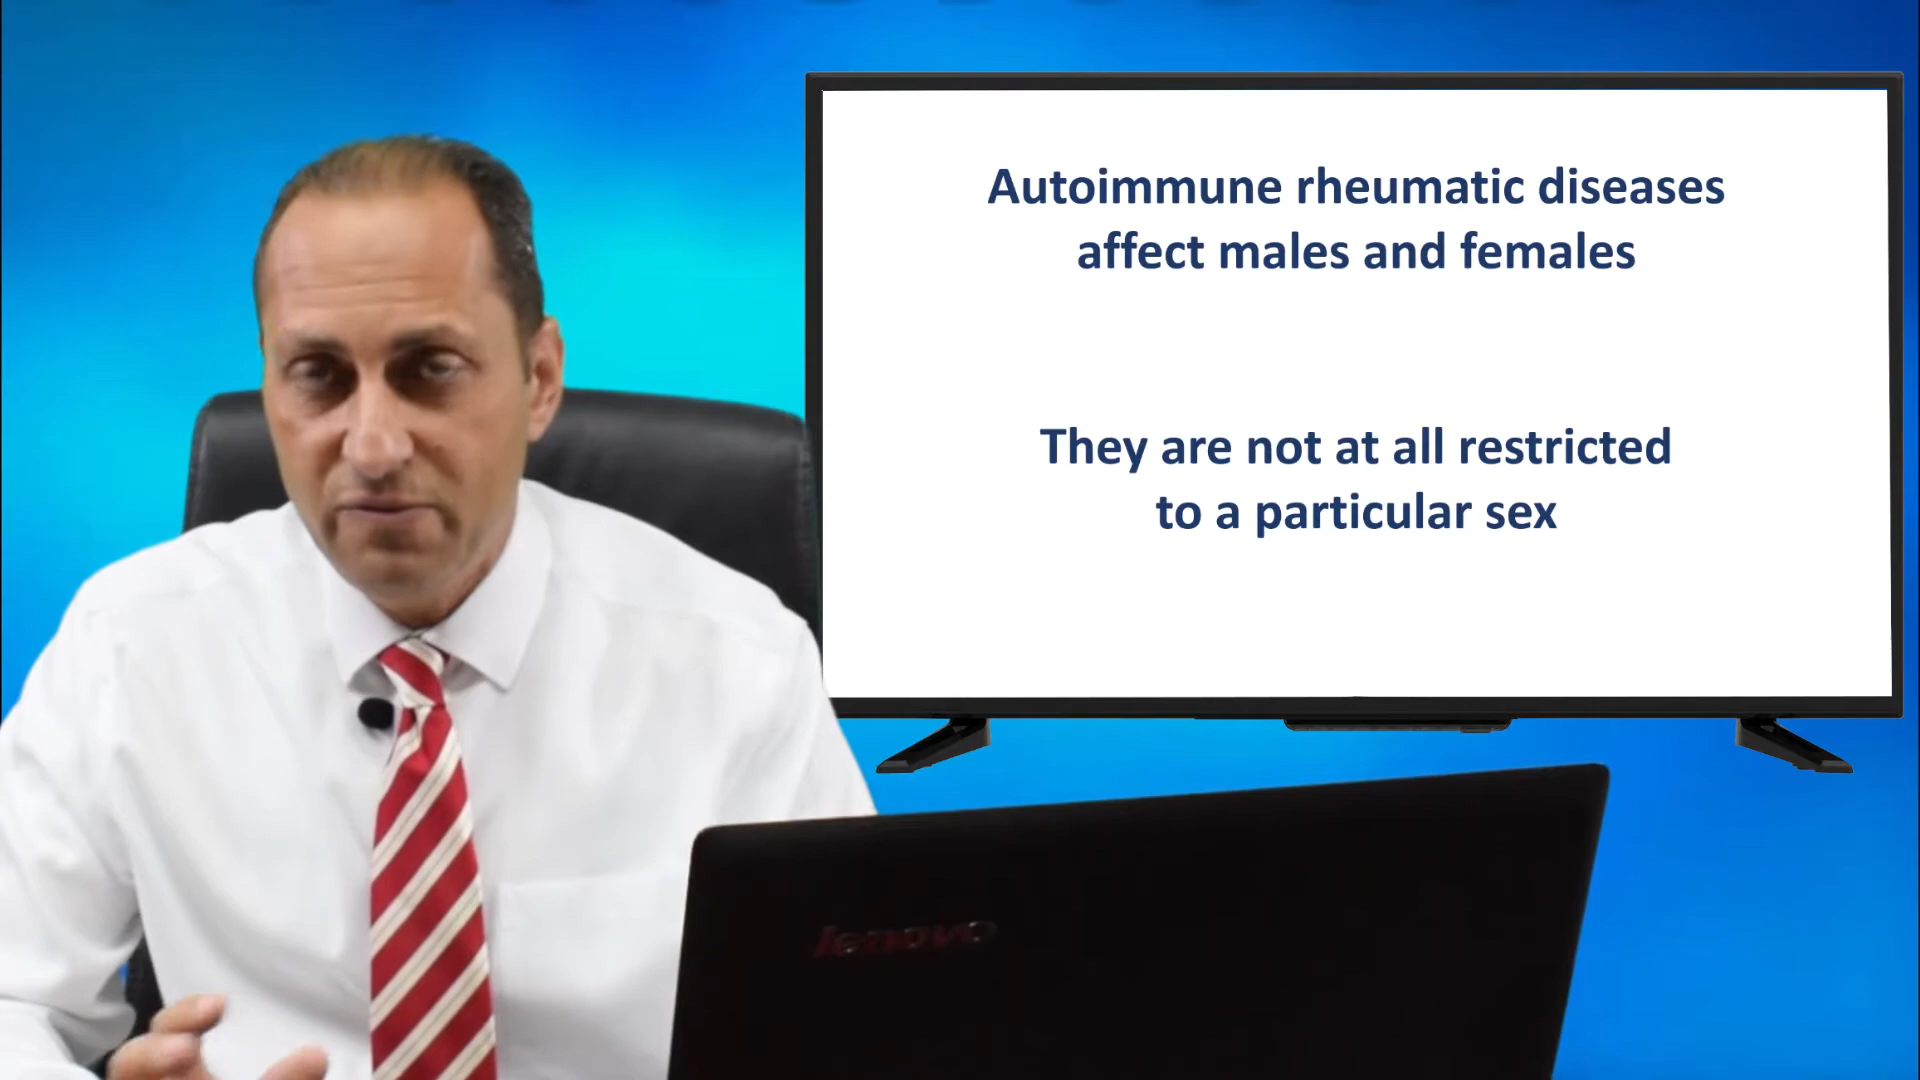 Autoimmune rheumatic diseases
affect males and females
They are not at all restricted
to a particular sex
lenovo